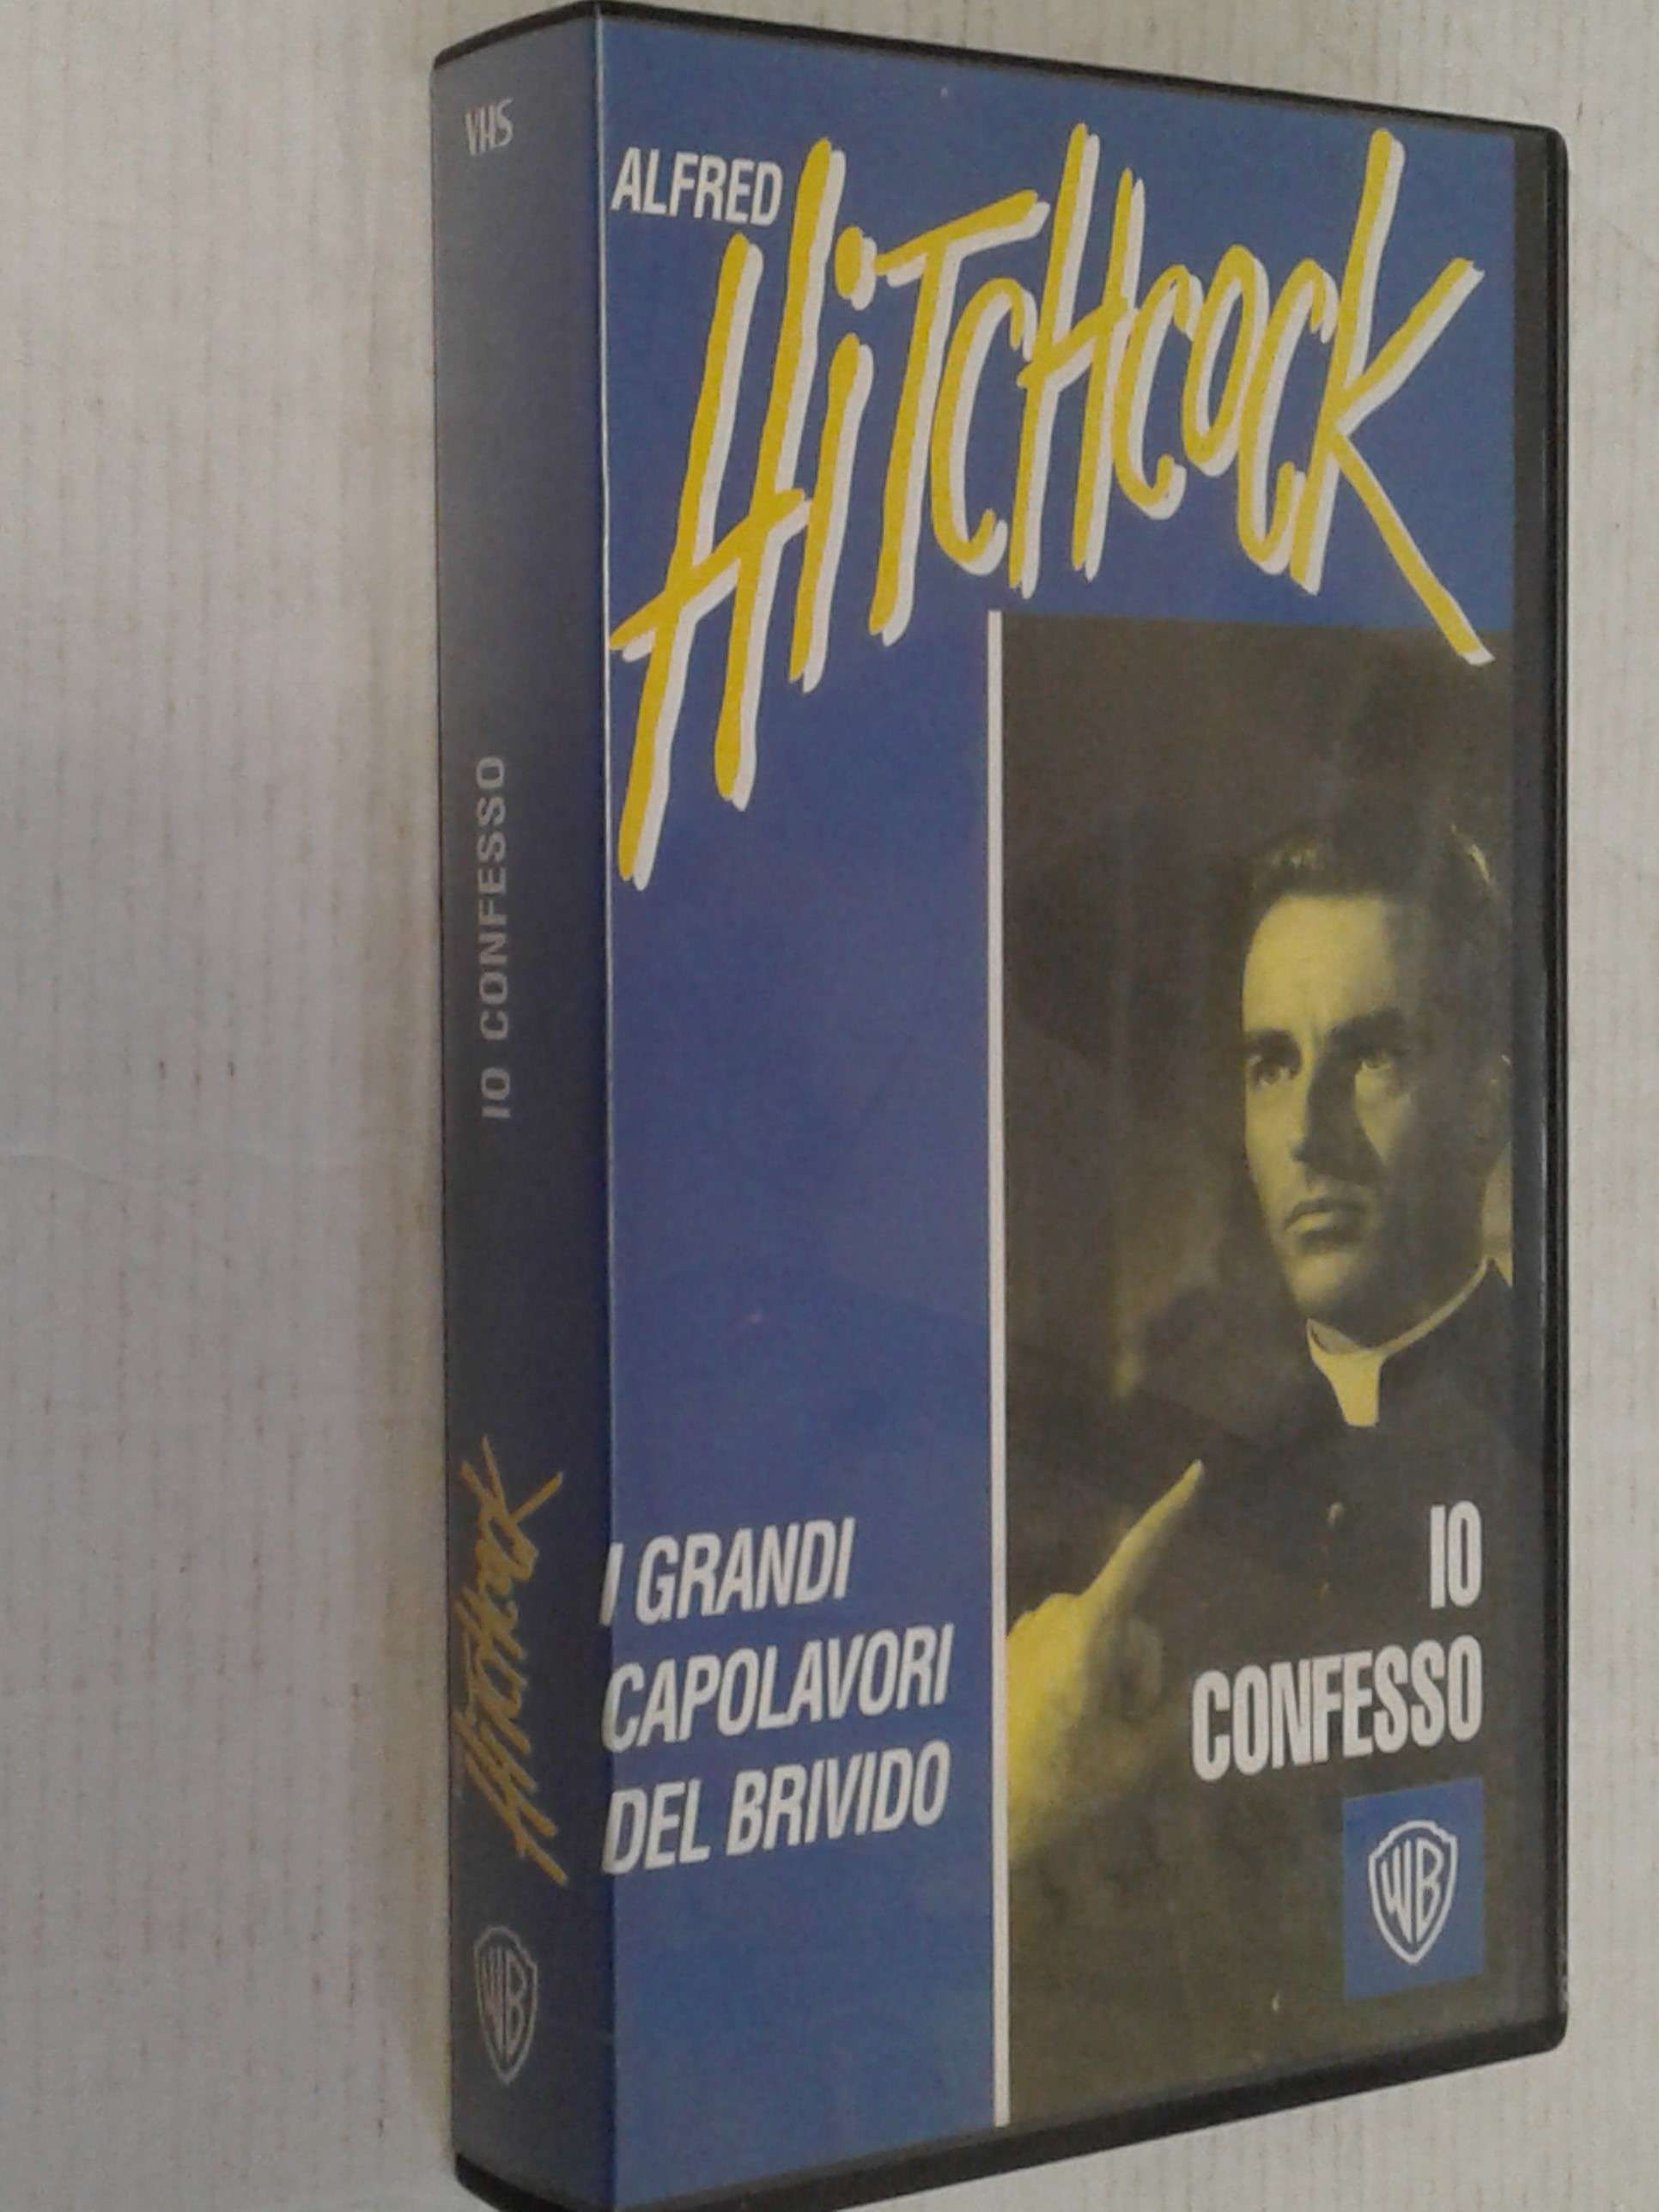 VHS
IO CONFESSO
HiTCHcock
WB
ALFRED
HiTCHcock
I GRANDI
CAPOLAVORI
DEL BRIVIDO
IO
CONFESSO
WB